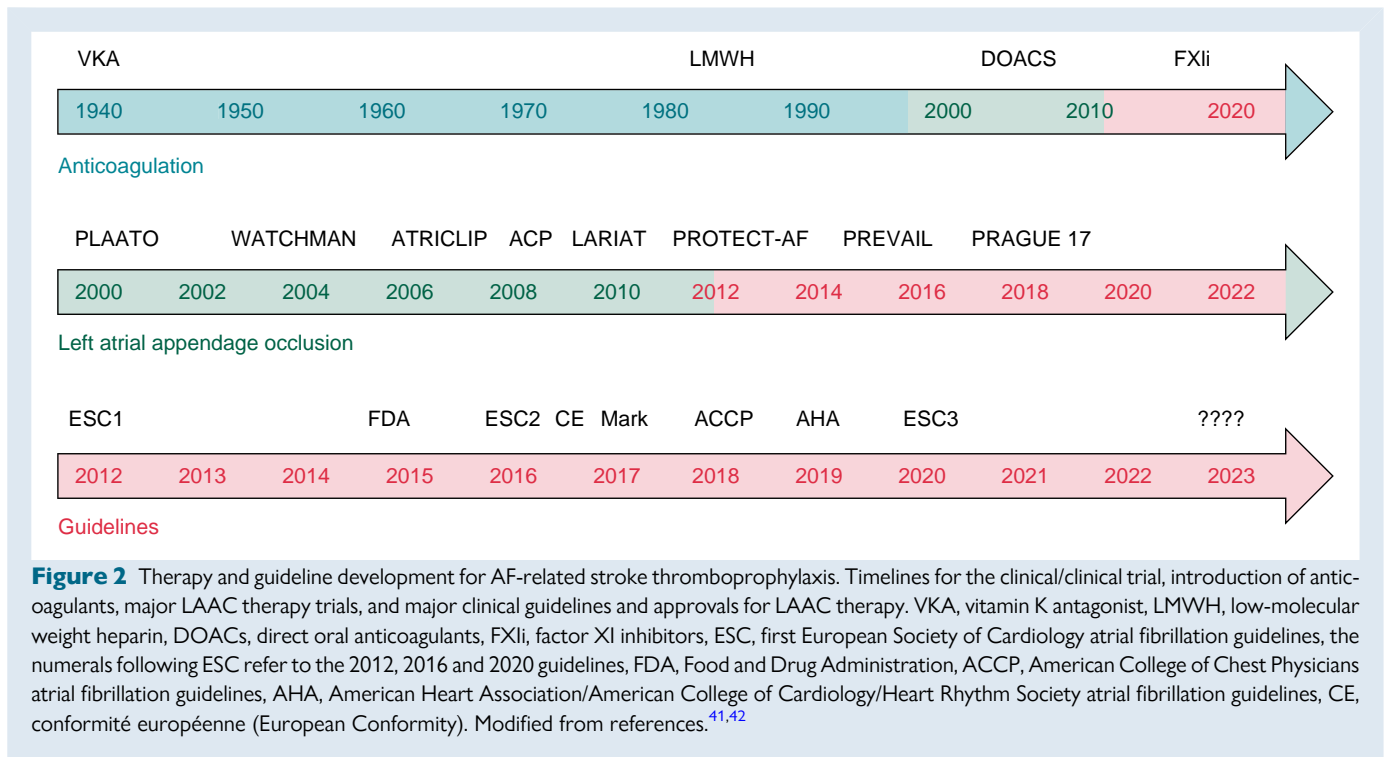 VKA LMWH DOACS FXIi
1940 1950 1960 1970 1980 1990 2000 2010 2020
Anticoagulation
PLAATO WATCHMAN ATRICLIP ACP LARIAT PROTECT-AF PREVAIL PRAGUE 17
2000 2002 2004 2006 2008 2010 2012 2014 2016 2018 2020 2022
Left atrial appendage occlusion
ESC1 FDA ESC2 CE Mark ACCP AHA ESC3 ????
2012 2013 2014 2015 2016 2017 2018 2019 2020 2021 2022 2023
Guidelines
Figure 2 Therapy and guideline development for AF-related stroke thromboprophylaxis. Timelines for the clinical/clinical trial, introduction of antic-
oagulants, major LAAC therapy trials, and major clinical guidelines and approvals for LAAC therapy. VKA, vitamin K antagonist, LMWH, low-molecular
weight heparin, DOACs, direct oral anticoagulants, FXIi, factor XI inhibitors, ESC, first European Society of Cardiology atrial fibrillation guidelines, the
numerals following ESC refer to the 2012, 2016 and 2020 guidelines, FDA, Food and Drug Administration, ACCP, American College of Chest Physicians
atrial fibrillation guidelines, AHA, American Heart Association/American College of Cardiology/Heart Rhythm Society atrial fibrillation guidelines, CE,
conformité européenne (European Conformity). Modified from references.41,42